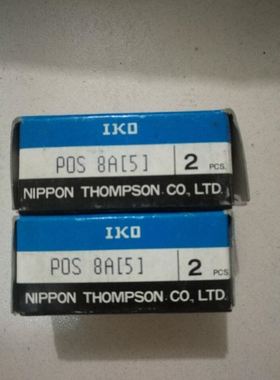 IKO
POS 8A[5]
2 PCS.
NIPPON THOMPSON CO., LTD.
IKO
POS 8A[5]
2 PCS.
NIPPON THOMPSON CO., LTD.